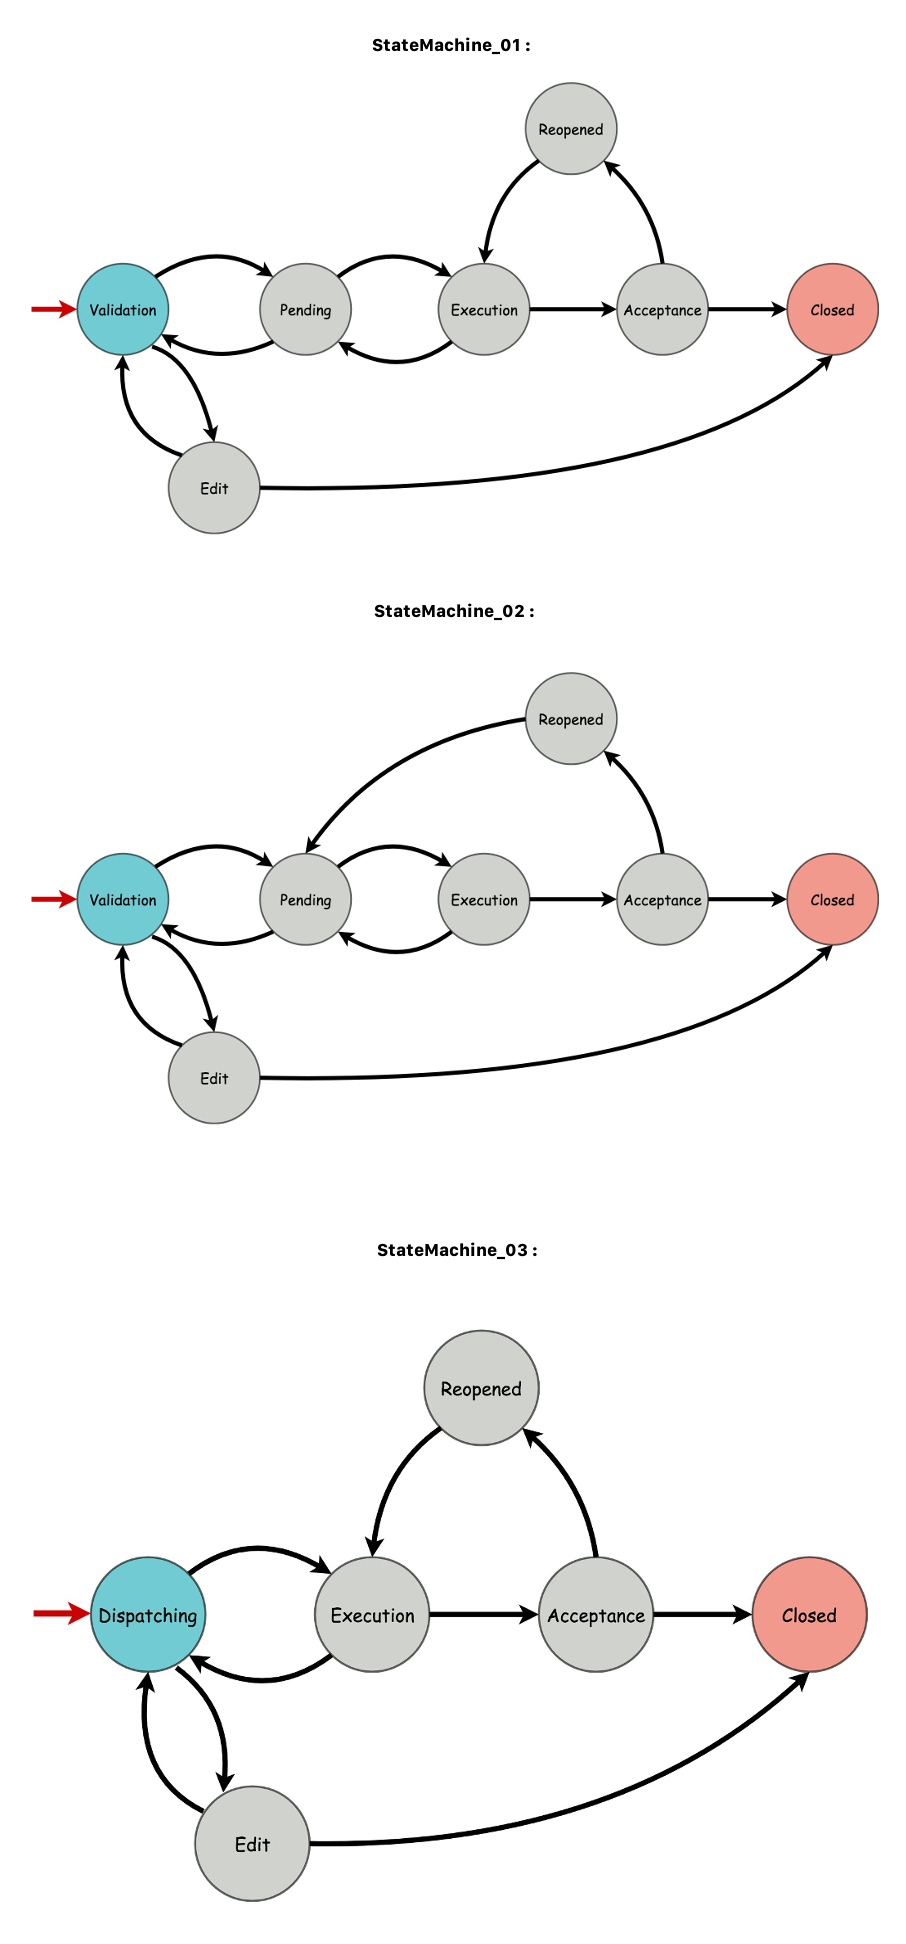 StateMachine_01 :
Reopened
Validation
Pending
Execution
Acceptance
Closed
Edit
StateMachine_02 :
Reopened
Validation
Pending
Execution
Acceptance
Closed
Edit
StateMachine_03 :
Reopened
Dispatching
Execution
Acceptance
Closed
Edit